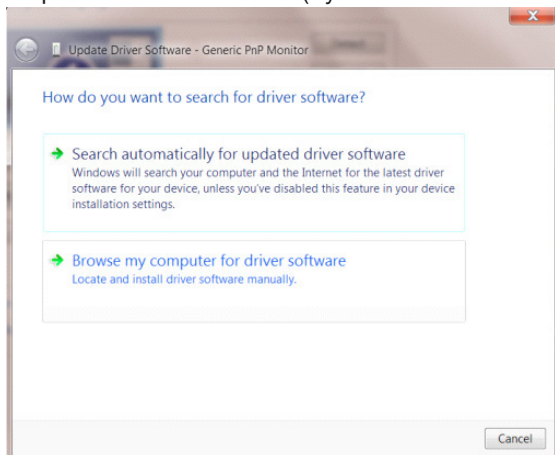 Update Driver Software - Generic PnP Monitor
How do you want to search for driver software?
Search automatically for updated driver software
Windows will search your computer and the Internet for the latest driver
software for your device, unless you've disabled this feature in your device
installation settings.
Browse my computer for driver software
Locate and install driver software manually.
Cancel